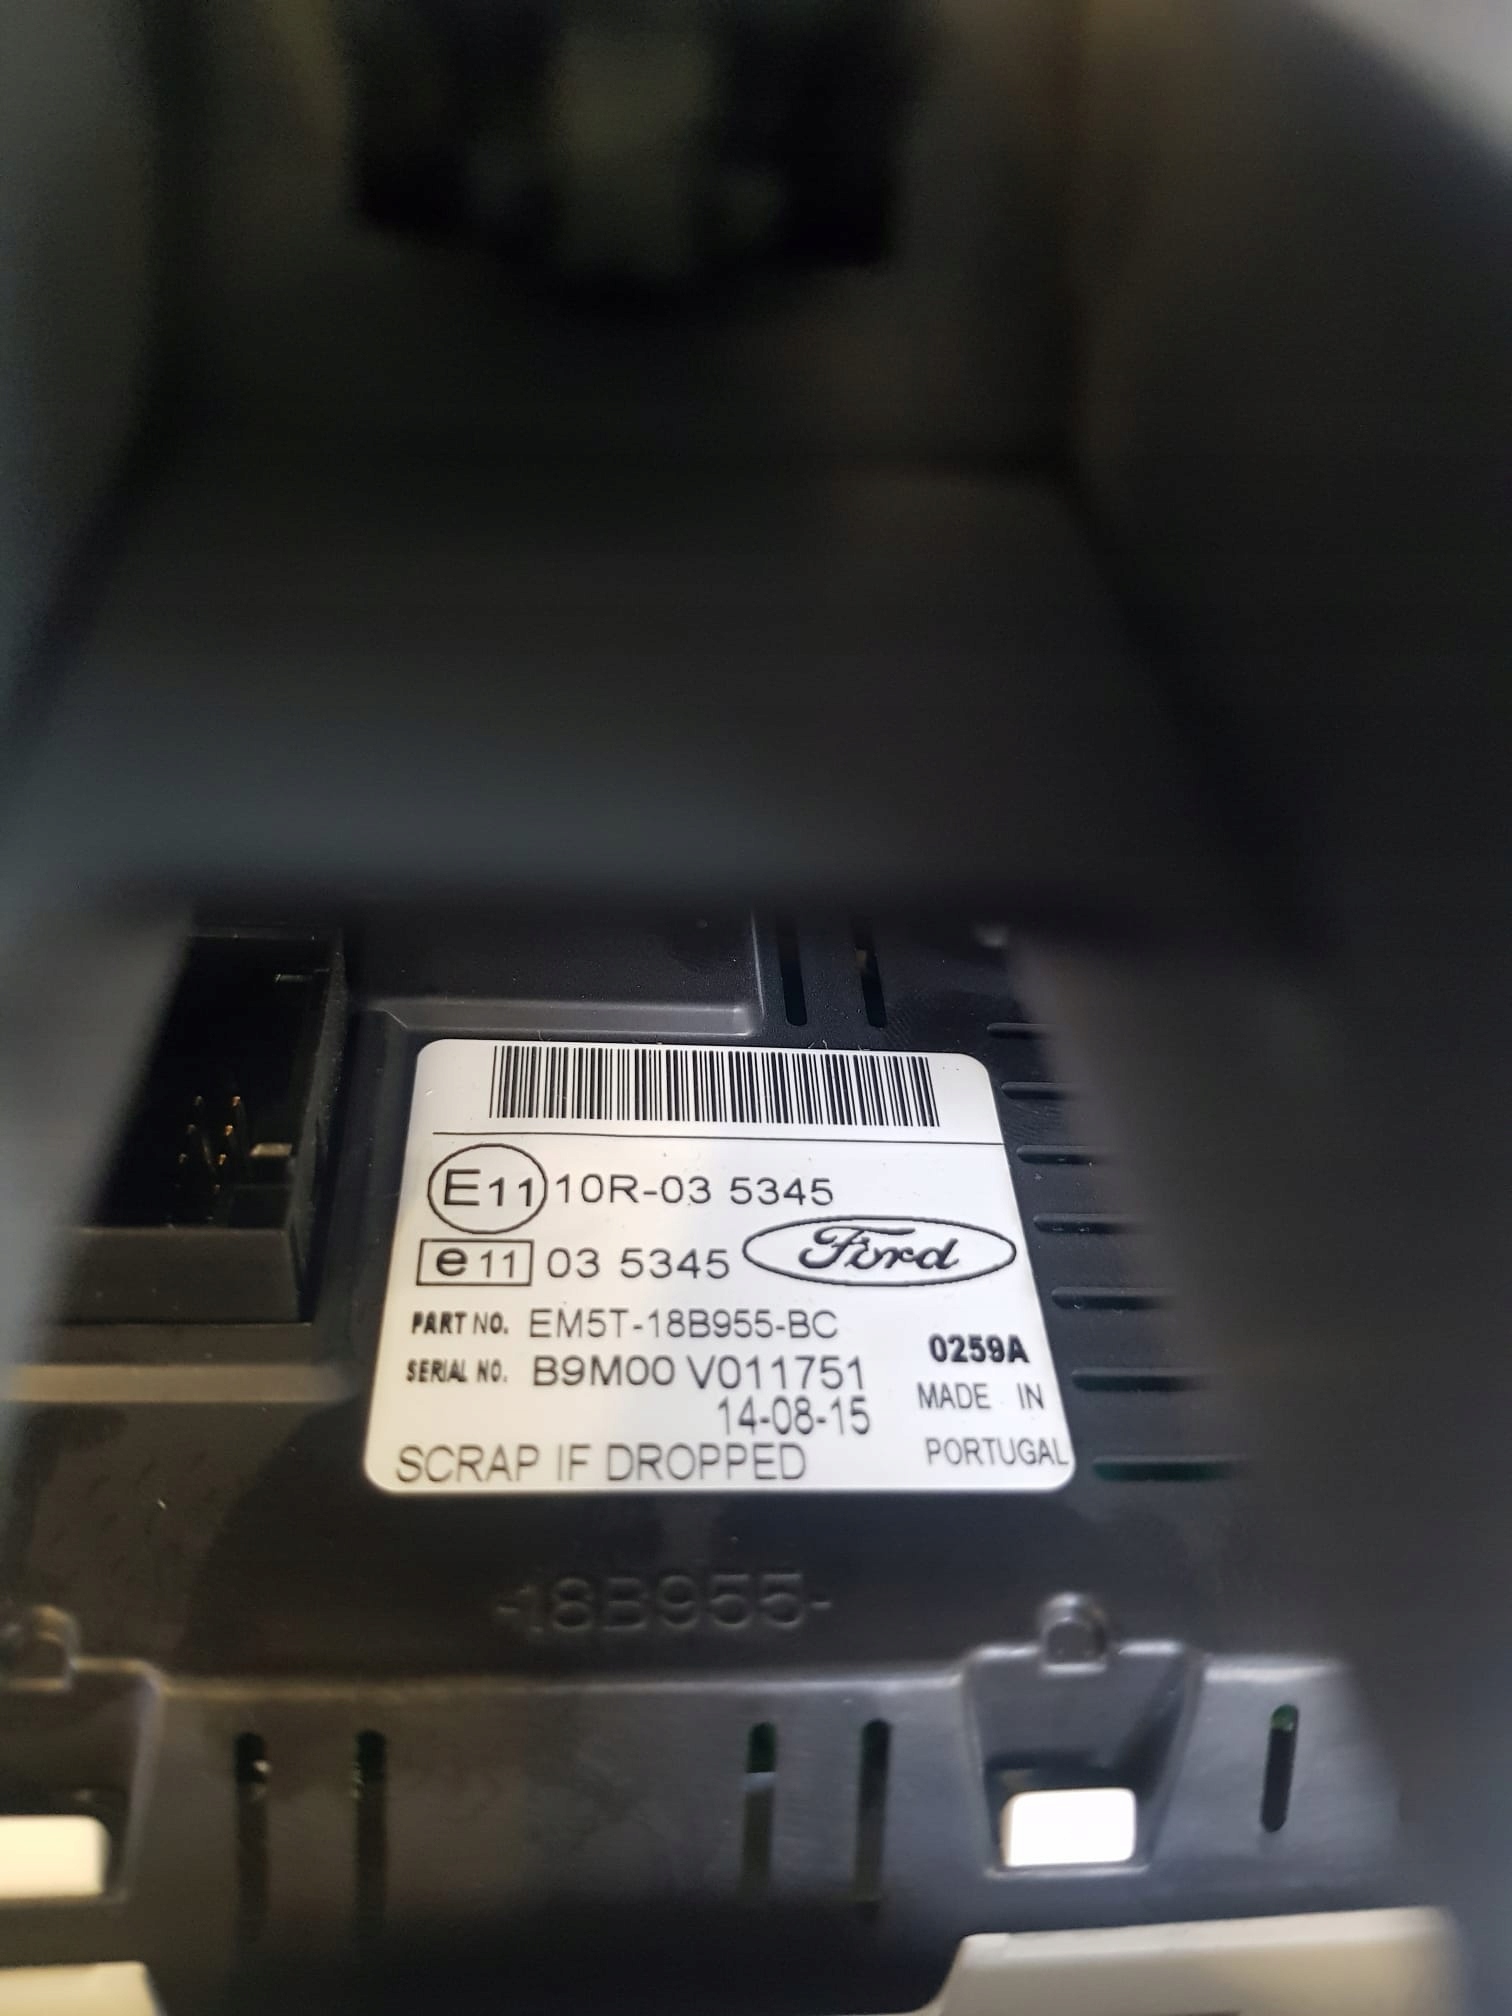 E11 10R-03 5345
e11 03 5345 Ford
PART NO. EM5T-18B955-BC
0259A
SERIAL NO. B9M00 V011751
MADE IN
14-08-15
PORTUGAL
SCRAP IF DROPPED
-18B955-